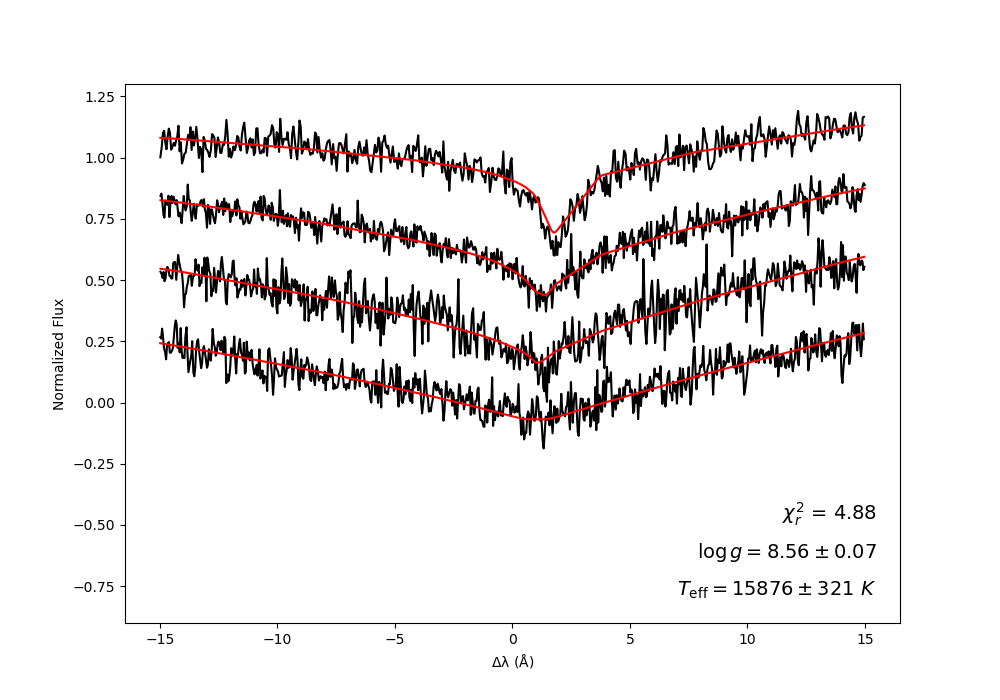 1.25
1.00
0.75
0.50
0.25
0.00
−0.25
−0.50
−0.75
Normalized Flux
χ²ᵣ = 4.88
log g = 8.56 ± 0.07
T_eff = 15876 ± 321 K
−15 −10 −5 0 5 10 15
Δλ (Å)